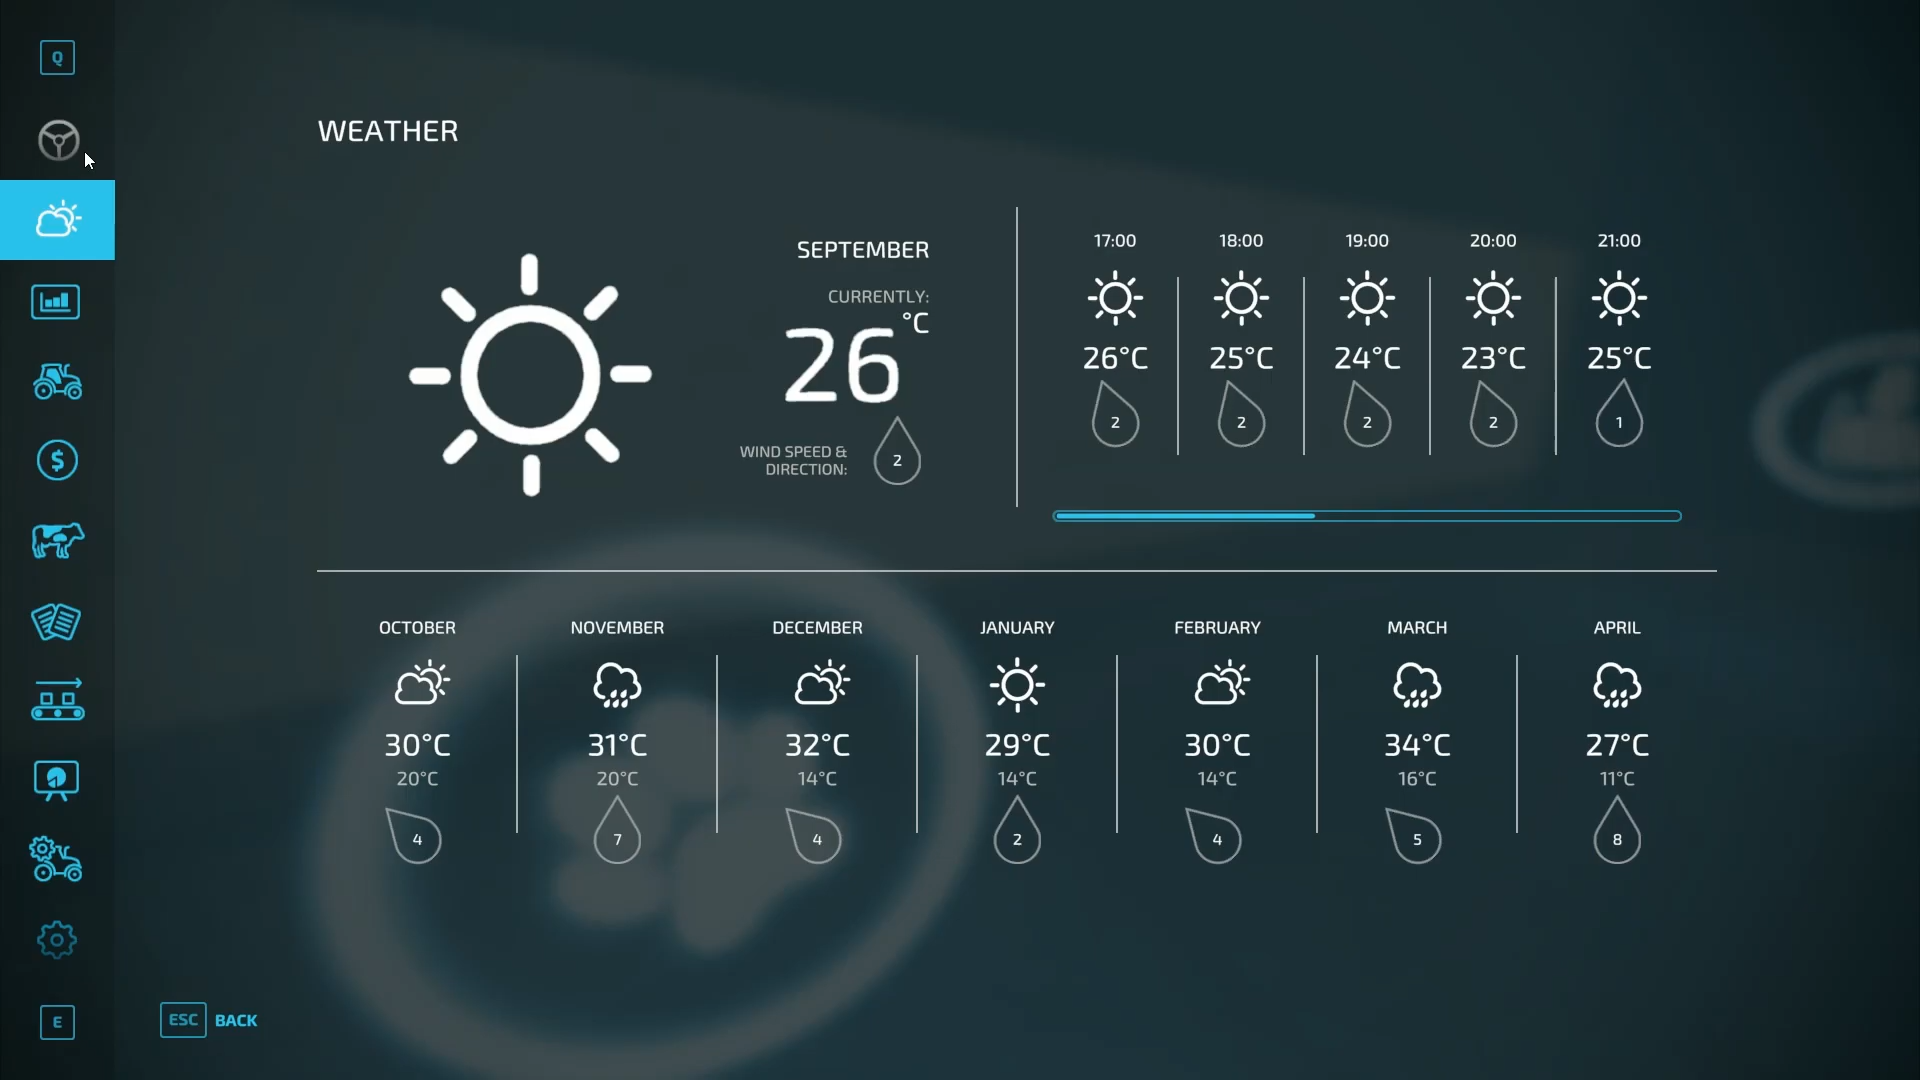 Q
WEATHER
SEPTEMBER
CURRENTLY:
26 °C
WIND SPEED &
DIRECTION:
2
17:00 18:00 19:00 20:00 21:00
26°C 25°C 24°C 23°C 25°C
2 2 2 2 1
OCTOBER NOVEMBER DECEMBER JANUARY FEBRUARY MARCH APRIL
30°C 31°C 32°C 29°C 30°C 34°C 27°C
20°C 20°C 14°C 14°C 14°C 16°C 11°C
4 7 4 2 4 5 8
E
ESC BACK